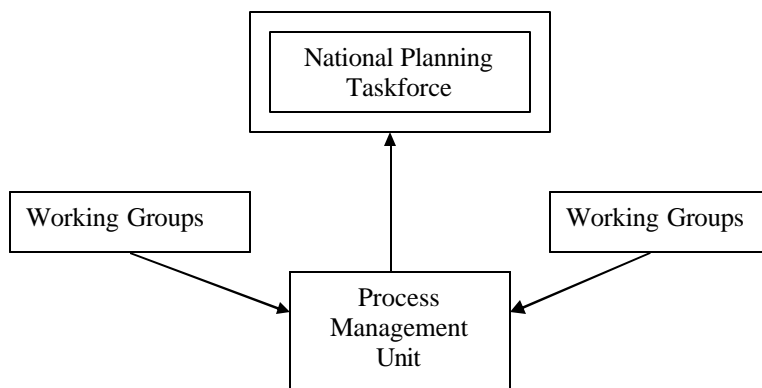 National Planning
Taskforce
Working Groups
Working Groups
Process
Management
Unit